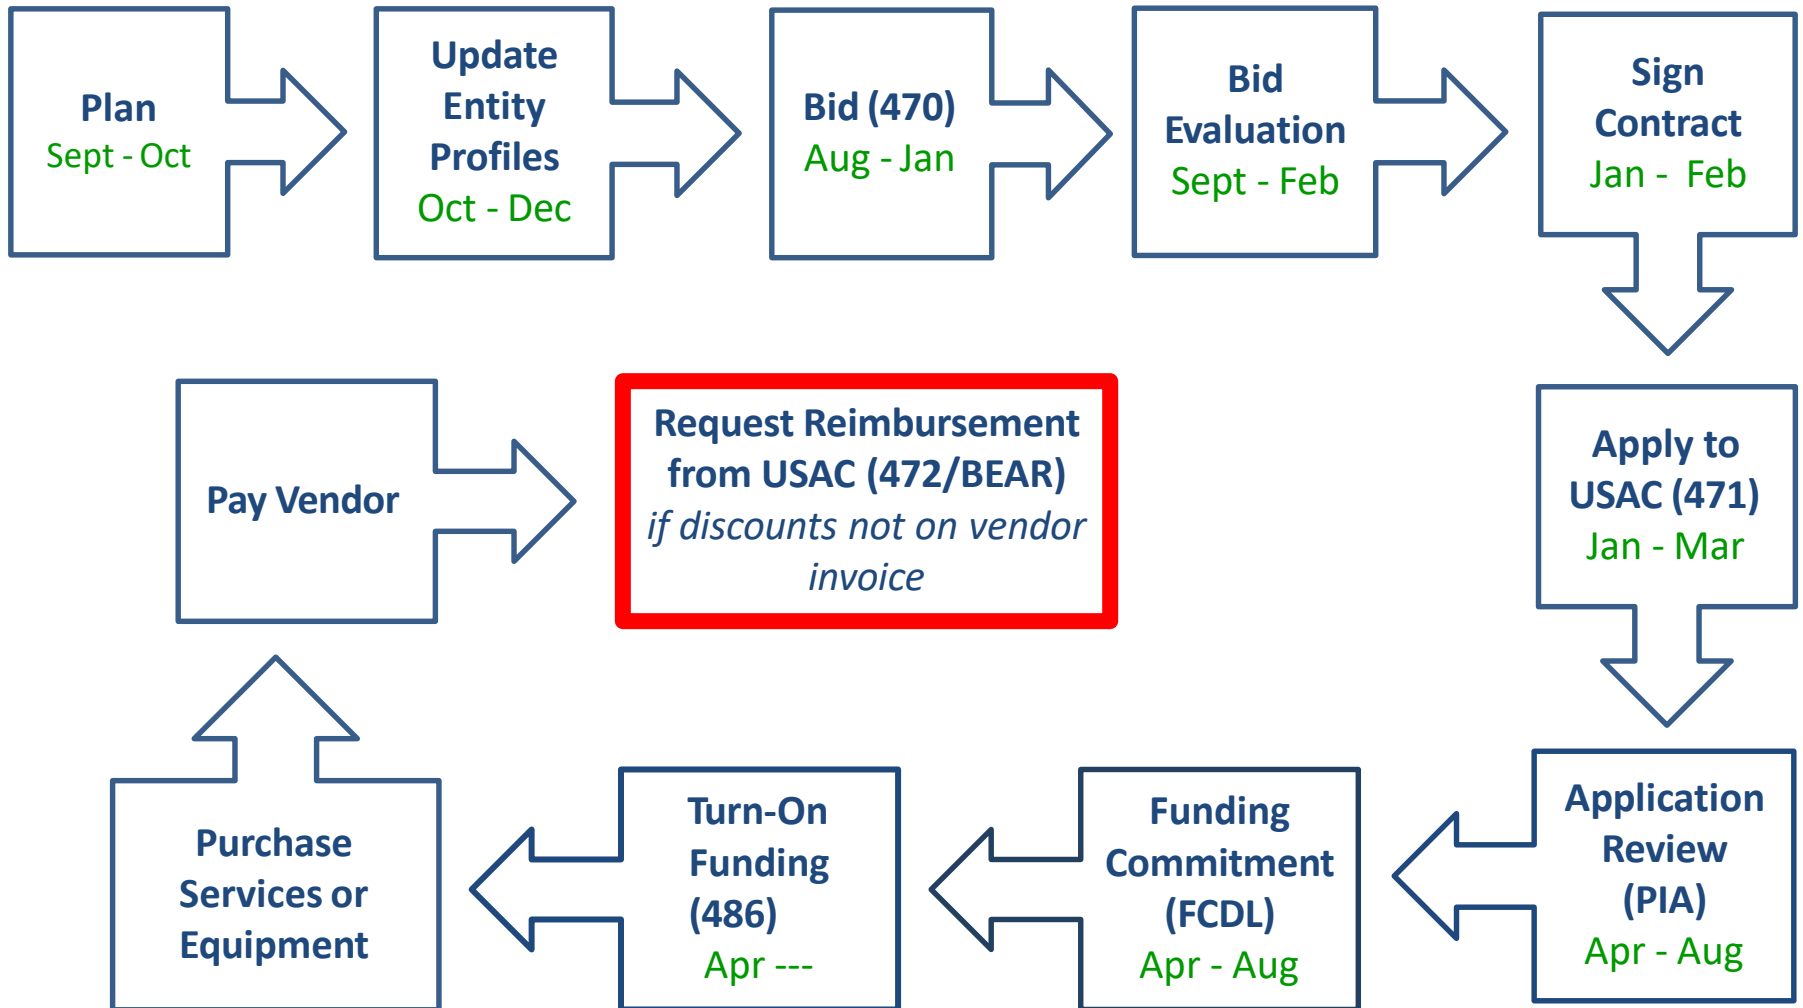 Plan
Sept - Oct
Update
Entity
Profiles
Oct - Dec
Bid (470)
Aug - Jan
Bid
Evaluation
Sept - Feb
Sign
Contract
Jan - Feb
Apply to
USAC (471)
Jan - Mar
Application
Review
(PIA)
Apr - Aug
Funding
Commitment
(FCDL)
Apr - Aug
Turn-On
Funding
(486)
Apr ---
Purchase
Services or
Equipment
Pay Vendor
Request Reimbursement
from USAC (472/BEAR)
if discounts not on vendor
invoice